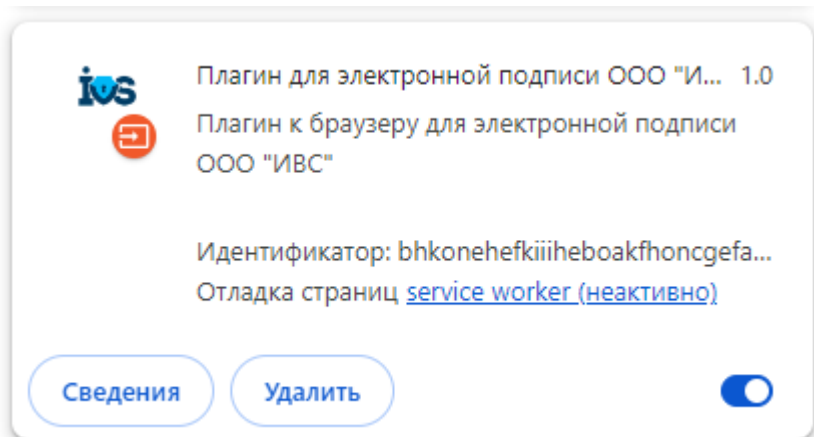 ivs
Плагин для электронной подписи ООО "И... 1.0
Плагин к браузеру для электронной подписи
ООО "ИВС"
Идентификатор: bhkonehefkiiiheboakfhoncgefa...
Отладка страниц service worker (неактивно)
Сведения Удалить